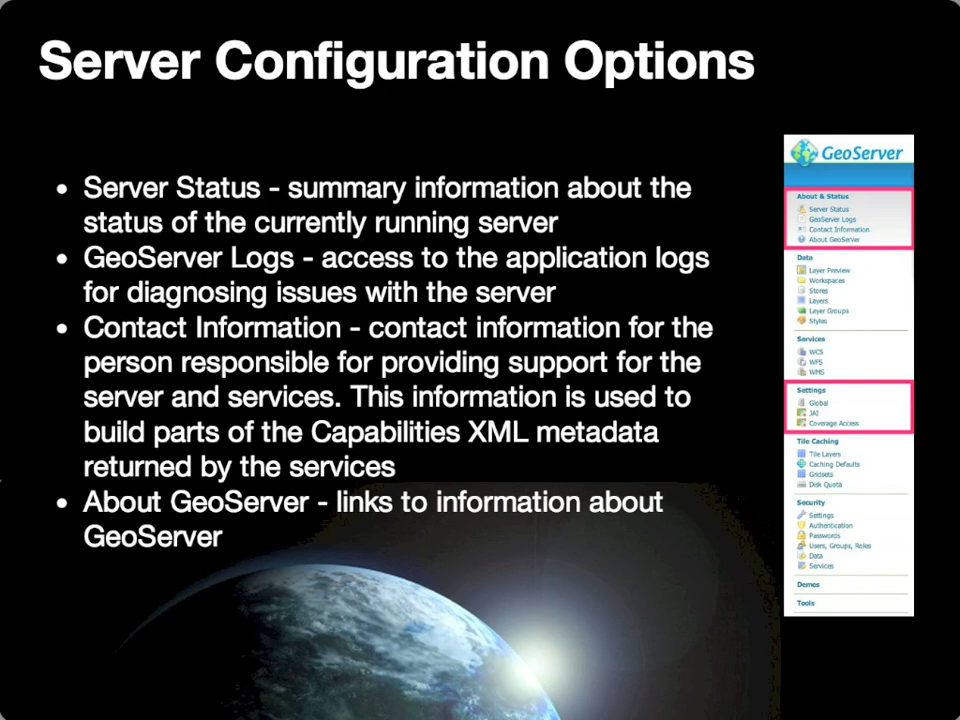 Server Configuration Options
• Server Status - summary information about the
status of the currently running server
• GeoServer Logs - access to the application logs
for diagnosing issues with the server
• Contact Information - contact information for the
person responsible for providing support for the
server and services. This information is used to
build parts of the Capabilities XML metadata
returned by the services
• About GeoServer - links to information about
GeoServer
GeoServer
About & Status
Server Status
GeoServer Logs
Contact Information
About GeoServer
Data
Layer Preview
Workspaces
Stores
Layers
Layer Groups
Styles
Services
WCS
WFS
WMS
Settings
Global
JAI
Coverage Access
Tile Caching
Tile Layers
Caching Defaults
Gridsets
Disk Quota
Security
Settings
Authentication
Passwords
Users, Groups, Roles
Data
Services
Demos
Tools